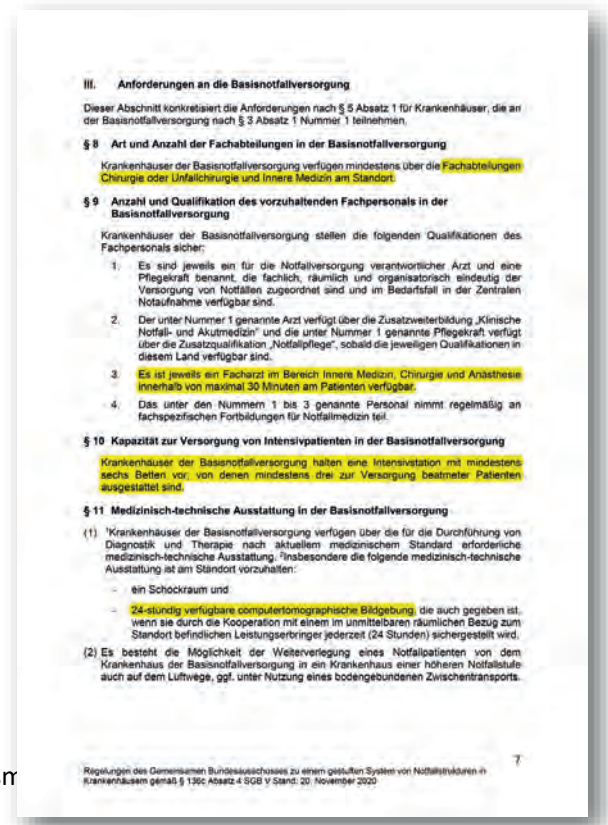 III. Anforderungen an die Basisnotfallversorgung
Dieser Abschnitt konkretisiert die Anforderungen nach § 5 Absatz 1 für Krankenhäuser, die an
der Basisnotfallversorgung nach § 3 Absatz 1 Nummer 1 teilnehmen.
§ 8 Art und Anzahl der Fachabteilungen in der Basisnotfallversorgung
Krankenhäuser der Basisnotfallversorgung verfügen mindestens über die Fachabteilungen
Chirurgie oder Unfallchirurgie und Innere Medizin am Standort.
§ 9 Anzahl und Qualifikation des vorzuhaltenden Fachpersonals in der
Basisnotfallversorgung
Krankenhäuser der Basisnotfallversorgung stellen die folgenden Qualifikationen des
Fachpersonals sicher:
1. Es sind jeweils ein für die Notfallversorgung verantwortlicher Arzt und eine
Pflegekraft benannt, die fachlich, räumlich und organisatorisch eindeutig der
Versorgung von Notfällen zugeordnet sind und im Bedarfsfall in der Zentralen
Notaufnahme verfügbar sind.
2. Der unter Nummer 1 genannte Arzt verfügt über die Zusatzweiterbildung „Klinische
Notfall- und Akutmedizin" und die unter Nummer 1 genannte Pflegekraft verfügt
über die Zusatzqualifikation „Notfallpflege", sobald die jeweiligen Qualifikationen in
diesem Land verfügbar sind.
3. Es ist jeweils ein Facharzt im Bereich Innere Medizin, Chirurgie und Anästhesie
innerhalb von maximal 30 Minuten am Patienten verfügbar.
4. Das unter den Nummern 1 bis 3 genannte Personal nimmt regelmäßig an
fachspezifischen Fortbildungen für Notfallmedizin teil.
§ 10 Kapazität zur Versorgung von Intensivpatienten in der Basisnotfallversorgung
Krankenhäuser der Basisnotfallversorgung halten eine Intensivstation mit mindestens
sechs Betten vor, von denen mindestens drei zur Versorgung beatmeter Patienten
ausgestattet sind.
§ 11 Medizinisch-technische Ausstattung in der Basisnotfallversorgung
(1) ¹Krankenhäuser der Basisnotfallversorgung verfügen über die für die Durchführung von
Diagnostik und Therapie nach aktuellem medizinischem Standard erforderliche
medizinisch-technische Ausstattung. ²Insbesondere die folgende medizinisch-technische
Ausstattung ist am Standort vorzuhalten:
- ein Schockraum und
- 24-stündig verfügbare computertomographische Bildgebung, die auch gegeben ist,
wenn sie durch die Kooperation mit einem im unmittelbaren räumlichen Bezug zum
Standort befindlichen Leistungserbringer jederzeit (24 Stunden) sichergestellt wird.
(2) Es besteht die Möglichkeit der Weiterverlegung eines Notfallpatienten von dem
Krankenhaus der Basisnotfallversorgung in ein Krankenhaus einer höheren Notfallstufe
auch auf dem Luftwege, ggf. unter Nutzung eines bodengebundenen Zwischentransports.
7
Regelungen des Gemeinsamen Bundesausschusses zu einem gestuften System von Notfallstrukturen in
Krankenhäusern gemäß § 136c Absatz 4 SGB V Stand: 20. November 2020